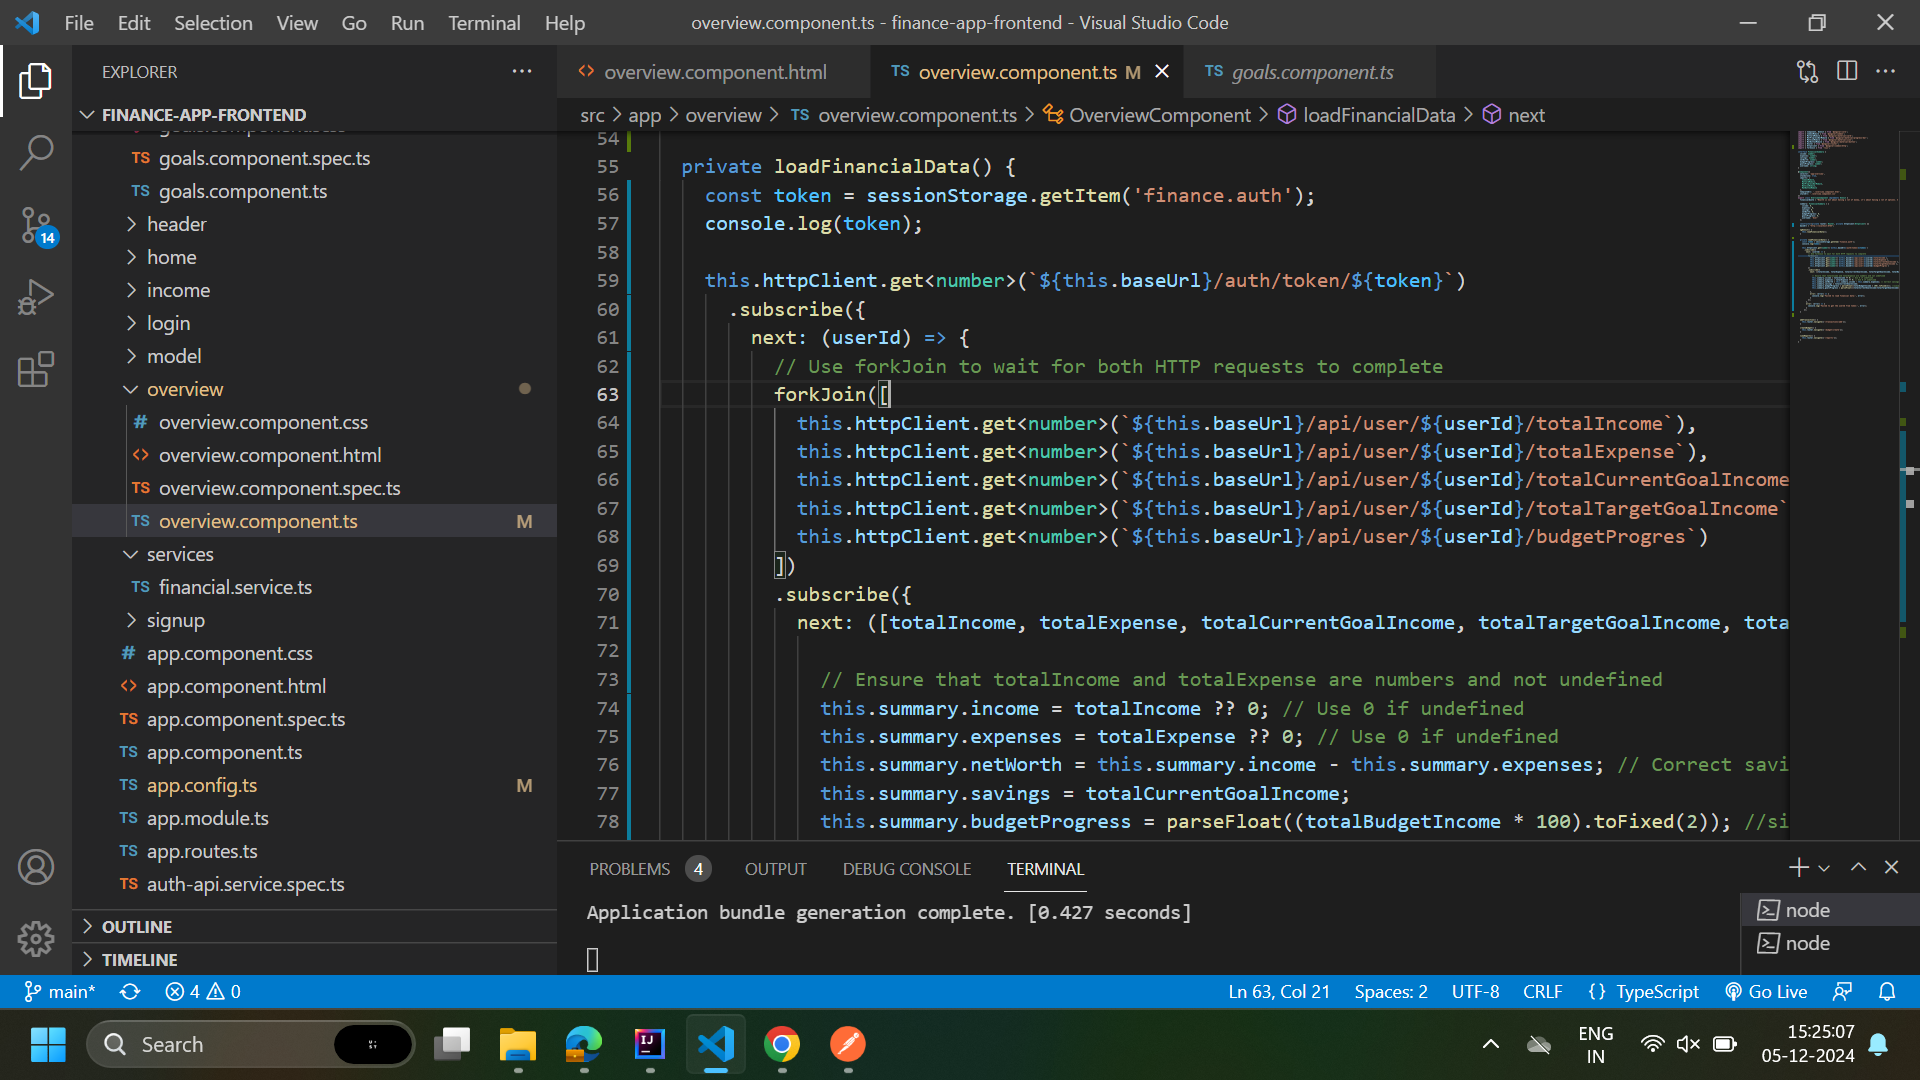 File Edit Selection View Go Run Terminal Help
overview.component.ts - finance-app-frontend - Visual Studio Code
EXPLORER
FINANCE-APP-FRONTEND
TS goals.component.spec.ts
TS goals.component.ts
header
home
income
login
model
overview
# overview.component.css
<> overview.component.html
TS overview.component.spec.ts
TS overview.component.ts M
services
TS financial.service.ts
signup
# app.component.css
<> app.component.html
TS app.component.spec.ts
TS app.component.ts
TS app.config.ts M
TS app.module.ts
TS app.routes.ts
TS auth-api.service.spec.ts
OUTLINE
TIMELINE
14
<> overview.component.html TS overview.component.ts M TS goals.component.ts
src > app > overview > TS overview.component.ts > OverviewComponent > loadFinancialData > next
54
55 private loadFinancialData() {
56 const token = sessionStorage.getItem('finance.auth');
57 console.log(token);
58
59 this.httpClient.get<number>(`${this.baseUrl}/auth/token/${token}`)
60 .subscribe({
61 next: (userId) => {
62 // Use forkJoin to wait for both HTTP requests to complete
63 forkJoin([
64 this.httpClient.get<number>(`${this.baseUrl}/api/user/${userId}/totalIncome`),
65 this.httpClient.get<number>(`${this.baseUrl}/api/user/${userId}/totalExpense`),
66 this.httpClient.get<number>(`${this.baseUrl}/api/user/${userId}/totalCurrentGoalIncome
67 this.httpClient.get<number>(`${this.baseUrl}/api/user/${userId}/totalTargetGoalIncome`
68 this.httpClient.get<number>(`${this.baseUrl}/api/user/${userId}/budgetProgres`)
69 ])
70 .subscribe({
71 next: ([totalIncome, totalExpense, totalCurrentGoalIncome, totalTargetGoalIncome, tota
72
73 // Ensure that totalIncome and totalExpense are numbers and not undefined
74 this.summary.income = totalIncome ?? 0; // Use 0 if undefined
75 this.summary.expenses = totalExpense ?? 0; // Use 0 if undefined
76 this.summary.netWorth = this.summary.income - this.summary.expenses; // Correct savi
77 this.summary.savings = totalCurrentGoalIncome;
78 this.summary.budgetProgress = parseFloat((totalBudgetIncome * 100).toFixed(2)); //si
PROBLEMS 4 OUTPUT DEBUG CONSOLE TERMINAL
Application bundle generation complete. [0.427 seconds]
node
node
main* 4 0 Ln 63, Col 21 Spaces: 2 UTF-8 CRLF {} TypeScript Go Live
Search
IJ
ENG
IN
15:25:07
05-12-2024